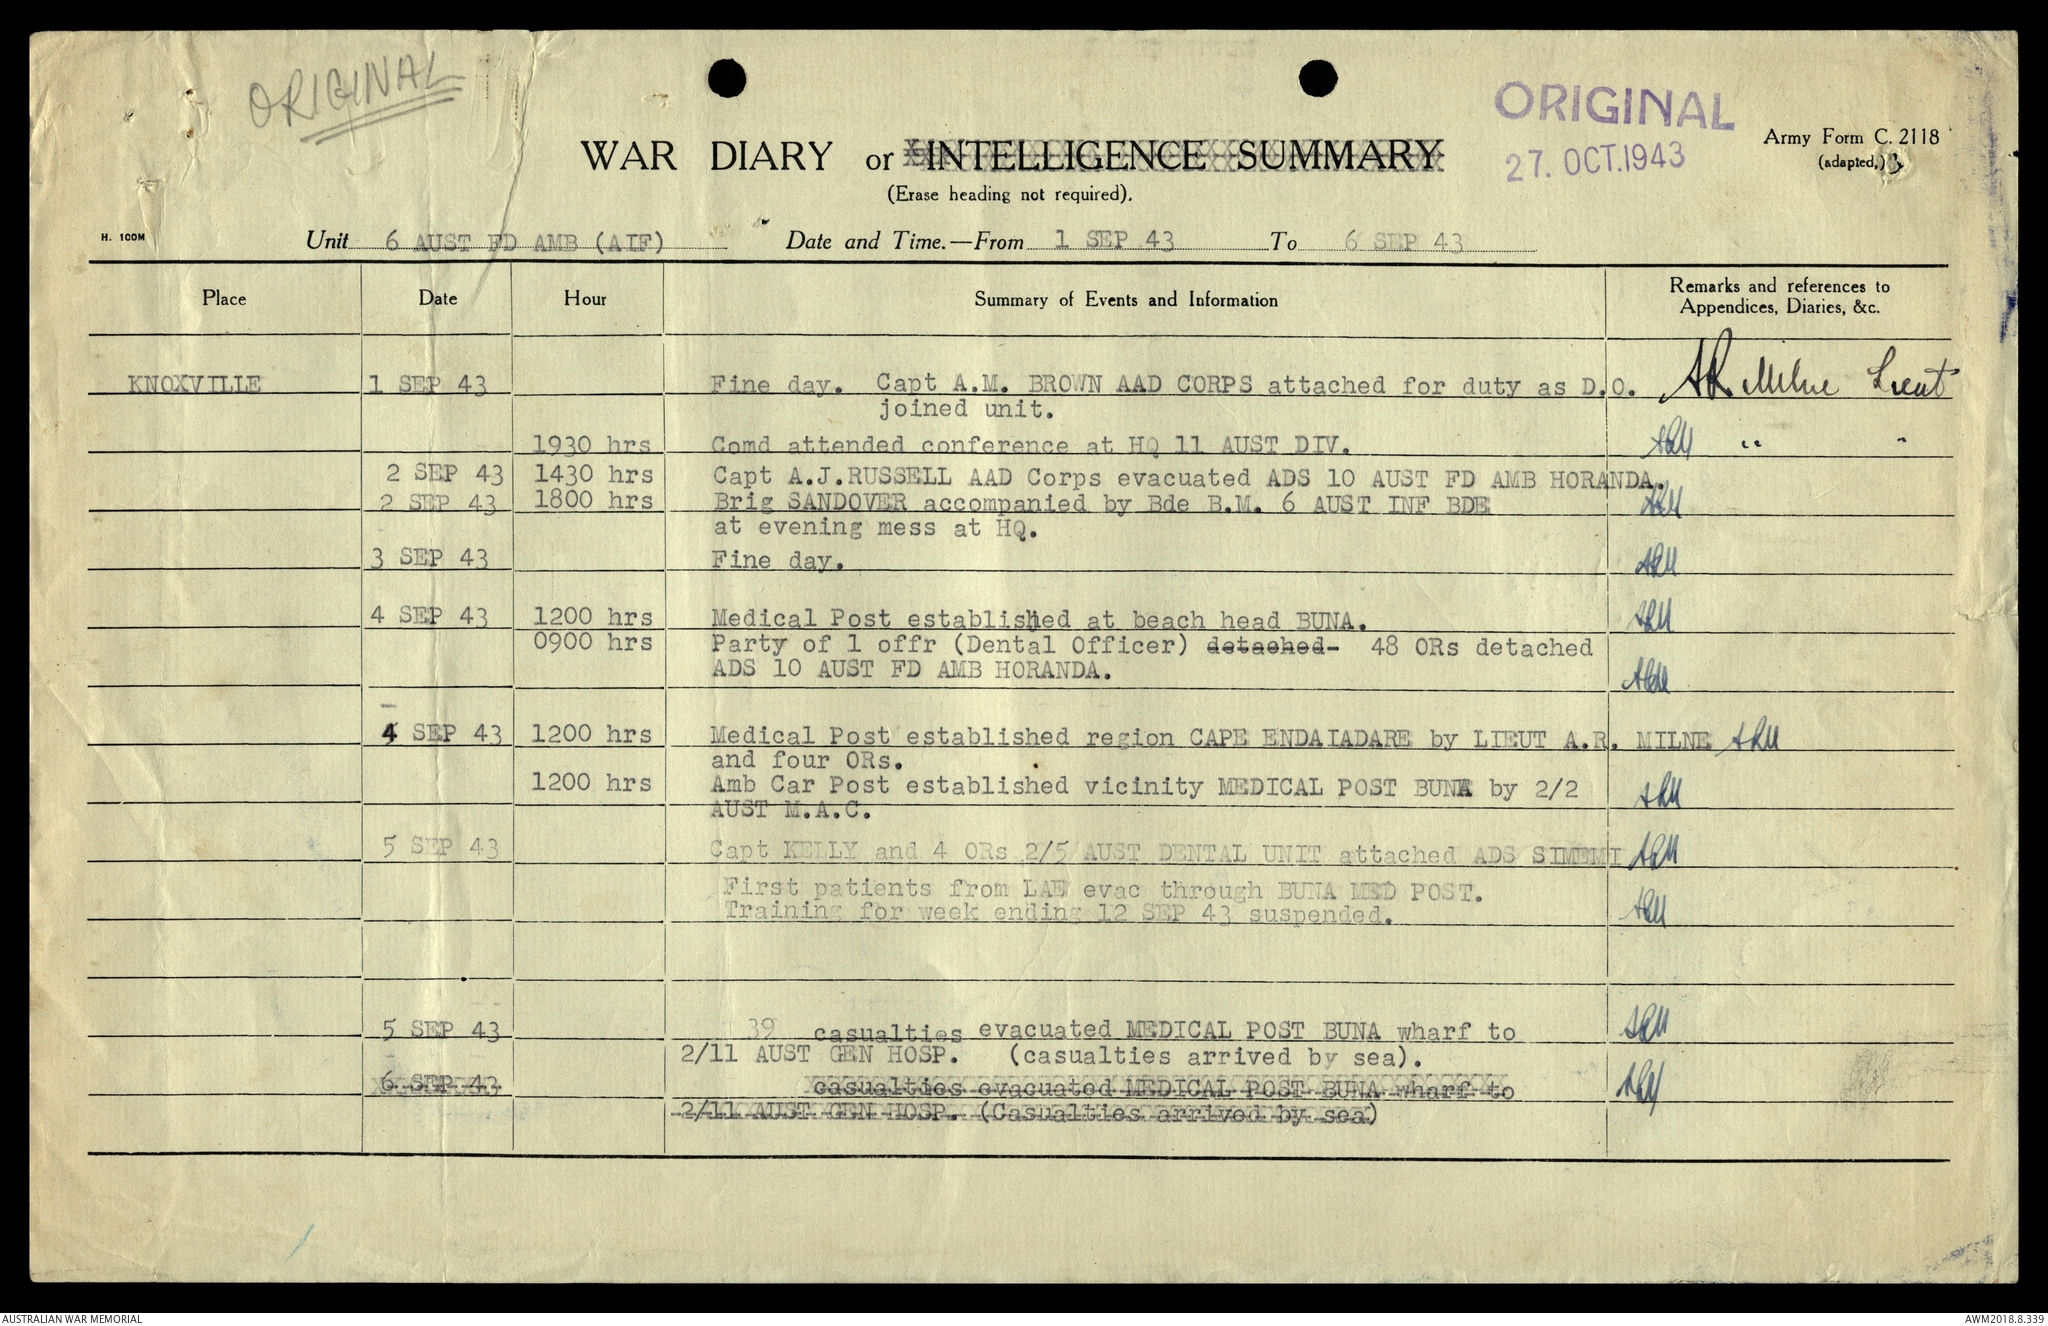 ORIGINAL
ORIGINAL
27. OCT.1943
Army Form C. 2118
(adapted.) 3
WAR DIARY or INTELLIGENCE SUMMARY
(Erase heading not required).
H. 100M
Unit 6 AUST FD AMB (AIF) Date and Time.—From 1 SEP 43 To 6 SEP 43
Place Date Hour Summary of Events and Information Remarks and references to
Appendices, Diaries, &c.
KNOXVILLE 1 SEP 43 Fine day. Capt A.M. BROWN AAD CORPS attached for duty as D.O. AR Milne Lieut
joined unit.
1930 hrs Comd attended conference at HQ 11 AUST DIV. ARM " "
2 SEP 43 1430 hrs Capt A.J.RUSSELL AAD Corps evacuated ADS 10 AUST FD AMB HORANDA.
2 SEP 43 1800 hrs Brig SANDOVER accompanied by Bde B.M. 6 AUST INF BDE ARM
at evening mess at HQ.
3 SEP 43 Fine day. ARM
4 SEP 43 1200 hrs Medical Post established at beach head BUNA. ARM
0900 hrs Party of 1 offr (Dental Officer) detached- 48 ORs detached
ADS 10 AUST FD AMB HORANDA. ARM
4 SEP 43 1200 hrs Medical Post established region CAPE ENDAIADARE by LIEUT A.R. MILNE ARM
and four ORs.
1200 hrs Amb Car Post established vicinity MEDICAL POST BUNA by 2/2 ARM
AUST M.A.C.
5 SEP 43 Capt KELLY and 4 ORs 2/5 AUST DENTAL UNIT attached ADS SIMEMI ARM
First patients from LAE evac through BUNA MED POST.
Training for week ending 12 SEP 43 suspended. ARM
5 SEP 43 39 casualties evacuated MEDICAL POST BUNA wharf to ARM
2/11 AUST GEN HOSP. (casualties arrived by sea).
6 SEP 43 casualties evacuated MEDICAL POST BUNA wharf to ARM
2/11 AUST GEN HOSP. (Casualties arrived by sea)
AUSTRALIAN WAR MEMORIAL AWM2018.8.339